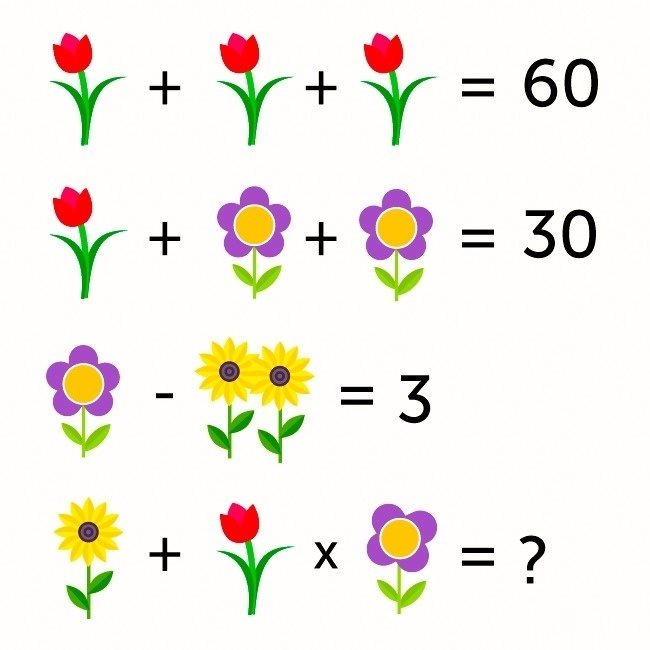 + + = 60
+ + = 30
- = 3
+ x = ?